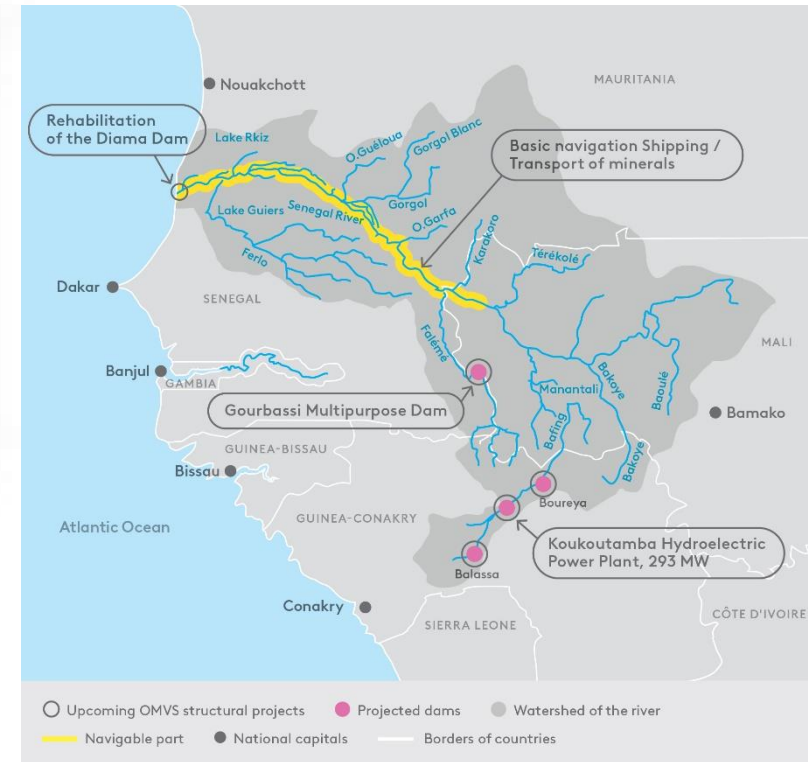 Nouakchott
MAURITANIA
Rehabilitation
of the Diama Dam
Lake Rkiz
O.Guéloua
Gorgol Blanc
Basic navigation Shipping /
Transport of minerals
Lake Guiers
Senegal River
Gorgol
O.Garfa
Ferlo
Karakoro
Térékolé
Dakar
SENEGAL
Falémé
MALI
Banjul
GAMBIA
Manantali
Bakoye
Baoulé
Gourbassi Multipurpose Dam
Bafing
Bamako
GUINEA-BISSAU
Bissau
Bakoye
Boureya
GUINEA-CONAKRY
Atlantic Ocean
Koukoutamba Hydroelectric
Power Plant, 293 MW
Balassa
Conakry
SIERRA LEONE
CÔTE D'IVOIRE
Upcoming OMVS structural projects
Projected dams
Watershed of the river
Navigable part
National capitals
Borders of countries